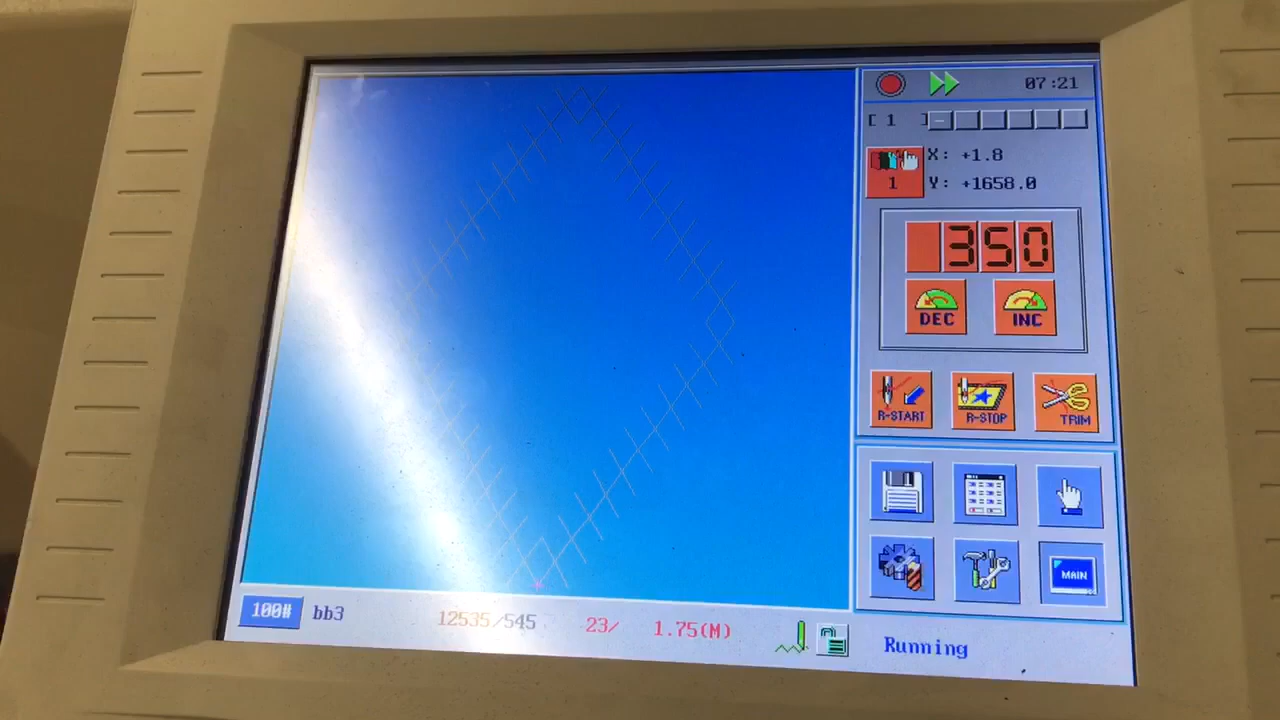 07:21
[ 1 ]
X: +1.8
1
Y: +1658.0
350
DEC INC
R-START R-STOP TRIM
MAIN
100# bb3 12535/545 23/ 1.75(M) Running